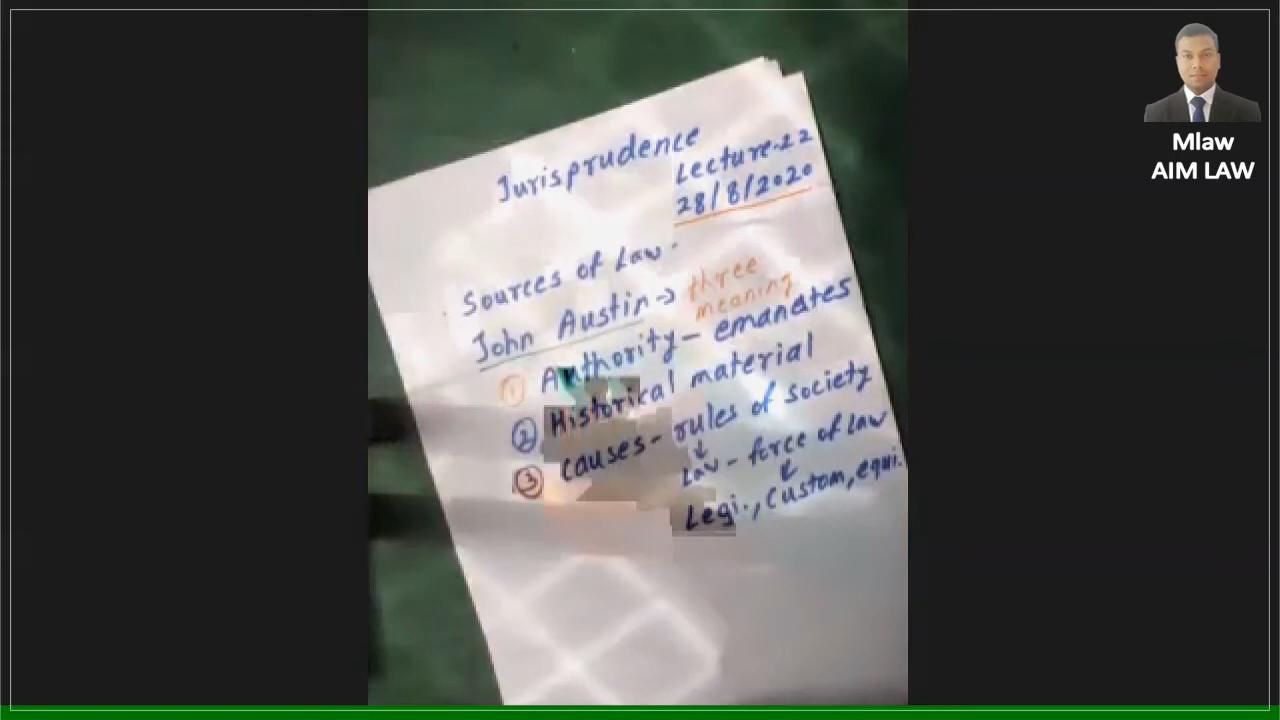 Jurisprudence
Lecture-22
28/8/2020
Sources of Law.
John Austin → three
meaning
① Authority - emanates
② Historical material
③ causes - rules of society
↓
Law - force of law
↓
Legi., Custom, equi.
Mlaw
AIM LAW